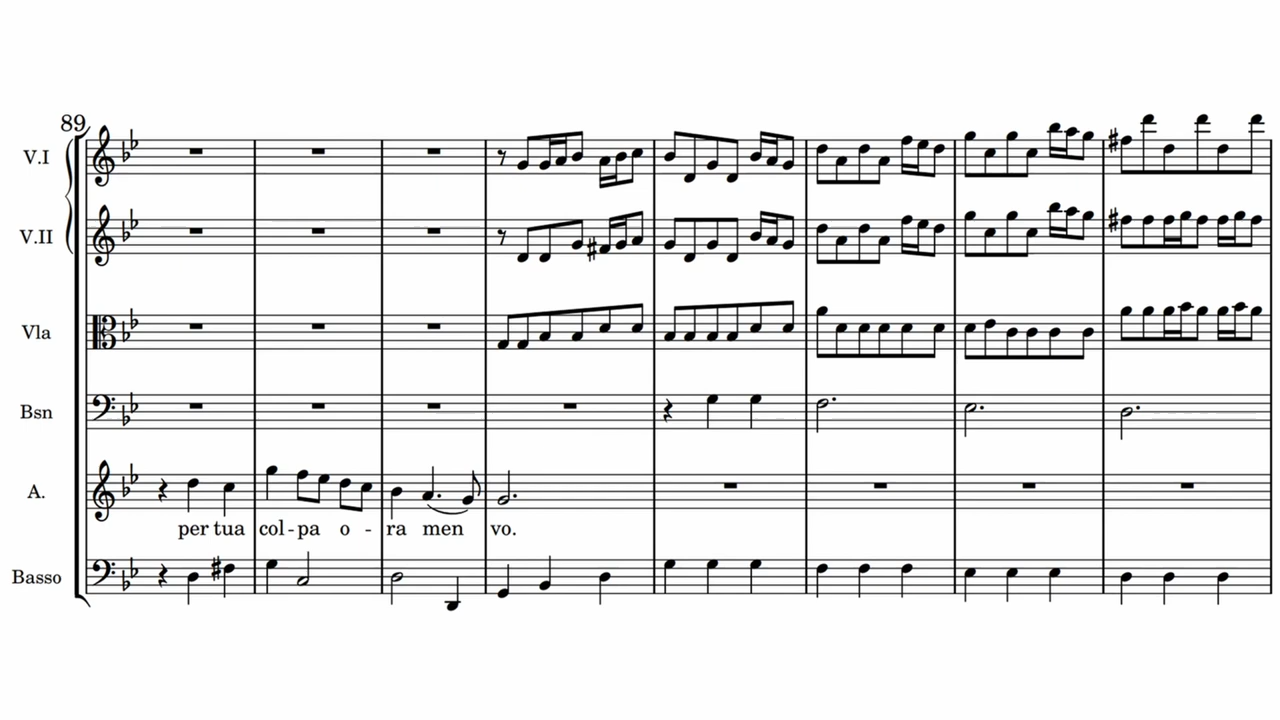 89
V.I
V.II
Vla
Bsn
A.
per tua col - pa o - ra men vo.
Basso